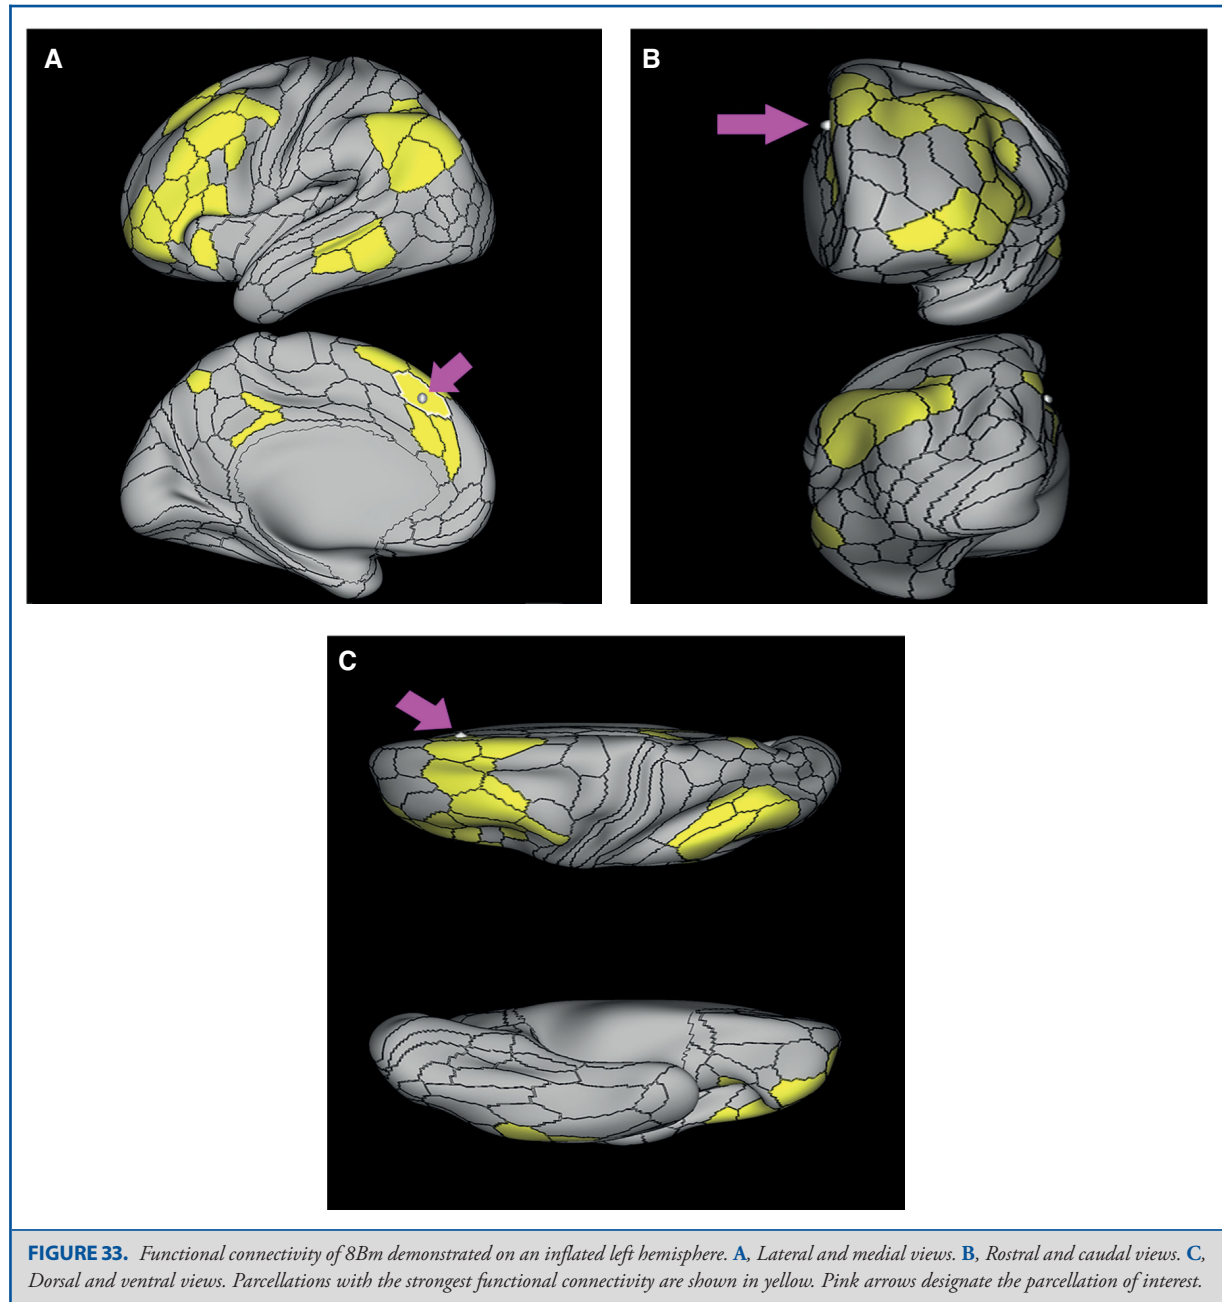 A
B
C
FIGURE 33. Functional connectivity of 8Bm demonstrated on an inflated left hemisphere. A, Lateral and medial views. B, Rostral and caudal views. C,
Dorsal and ventral views. Parcellations with the strongest functional connectivity are shown in yellow. Pink arrows designate the parcellation of interest.